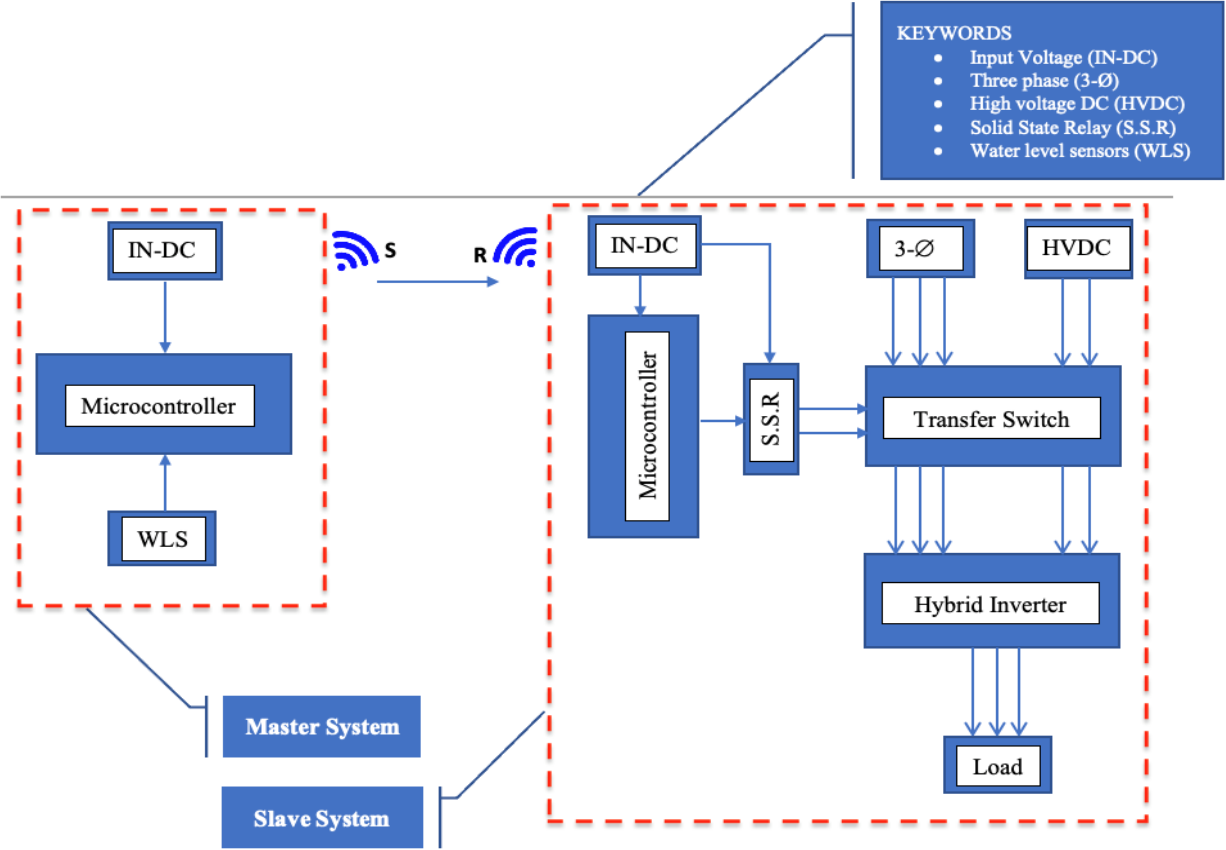 KEYWORDS
• Input Voltage (IN-DC)
• Three phase (3-Ø)
• High voltage DC (HVDC)
• Solid State Relay (S.S.R)
• Water level sensors (WLS)
IN-DC
Microcontroller
WLS
S
R
IN-DC
3-Ø
HVDC
Microcontroller
S.S.R
Transfer Switch
Hybrid Inverter
Load
Master System
Slave System